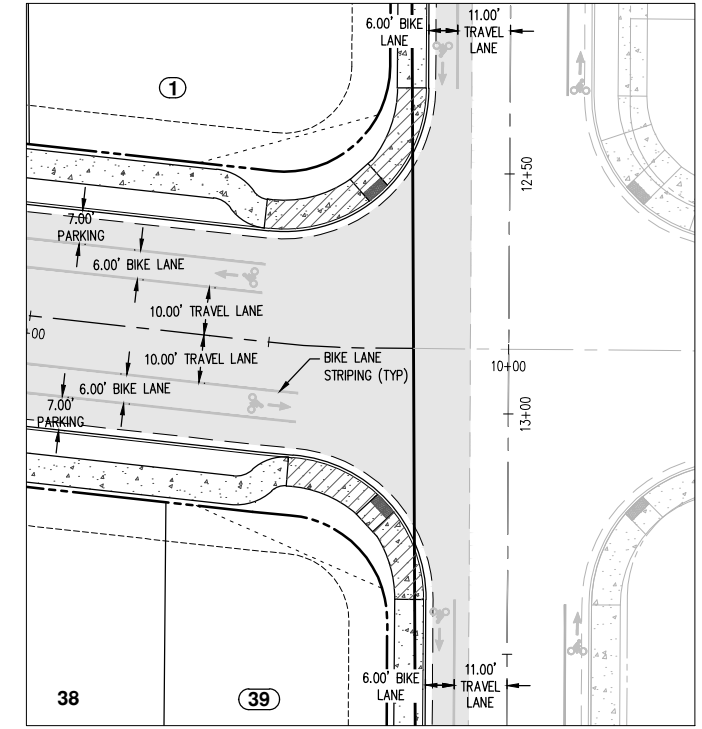 6.00' BIKE
LANE
11.00'
TRAVEL
LANE
1
12+50
7.00'
PARKING
6.00' BIKE LANE
10.00' TRAVEL LANE
+00
10.00' TRAVEL LANE
BIKE LANE
STRIPING (TYP)
10+00
13+00
6.00' BIKE LANE
7.00'
PARKING
6.00' BIKE
LANE
11.00'
TRAVEL
LANE
38
39